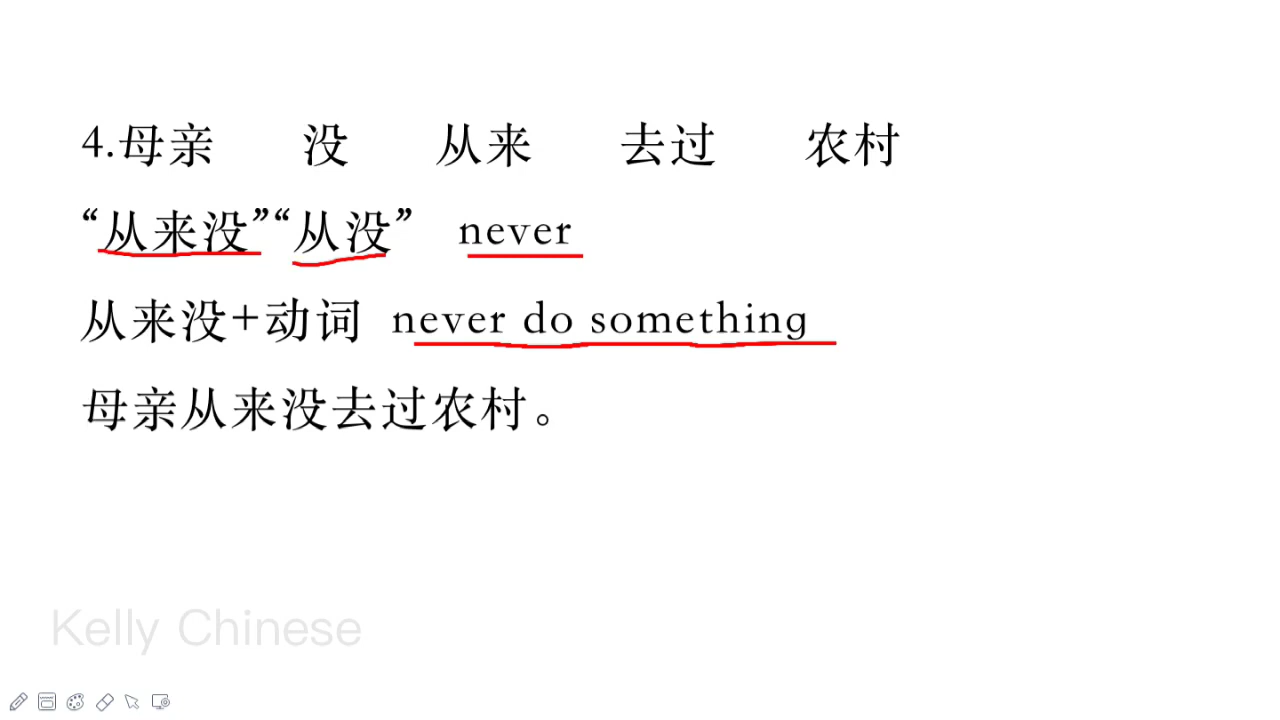 4.母亲 没 从来 去过 农村
“从来没”“从没” never
从来没+动词 never do something
母亲从来没去过农村。
Kelly Chinese